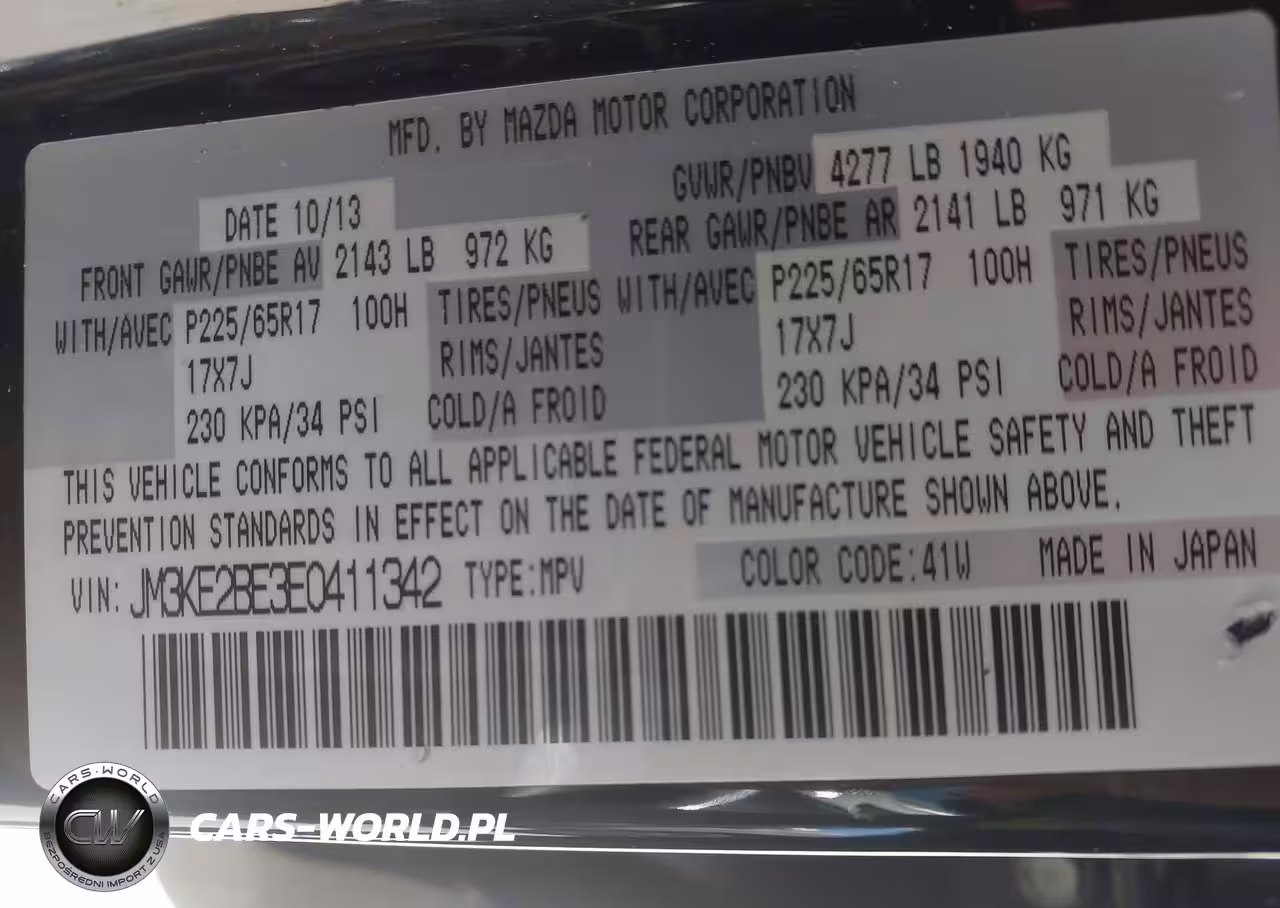 MFD. BY MAZDA MOTOR CORPORATION
DATE 10/13
GVWR/PNBV 4277 LB 1940 KG
FRONT GAWR/PNBE AV 2143 LB 972 KG
REAR GAWR/PNBE AR 2141 LB 971 KG
WITH/AVEC P225/65R17 100H TIRES/PNEUS
WITH/AVEC P225/65R17 100H TIRES/PNEUS
17X7J RIMS/JANTES
17X7J RIMS/JANTES
230 KPA/34 PSI COLD/A FROID
230 KPA/34 PSI COLD/A FROID
THIS VEHICLE CONFORMS TO ALL APPLICABLE FEDERAL MOTOR VEHICLE SAFETY AND THEFT
PREVENTION STANDARDS IN EFFECT ON THE DATE OF MANUFACTURE SHOWN ABOVE.
VIN: JM3KE2BE3E0411342 TYPE:MPV COLOR CODE:41W MADE IN JAPAN
CARS-WORLD
CW
BEZPOŚREDNI IMPORT Z USA
CARS-WORLD.PL